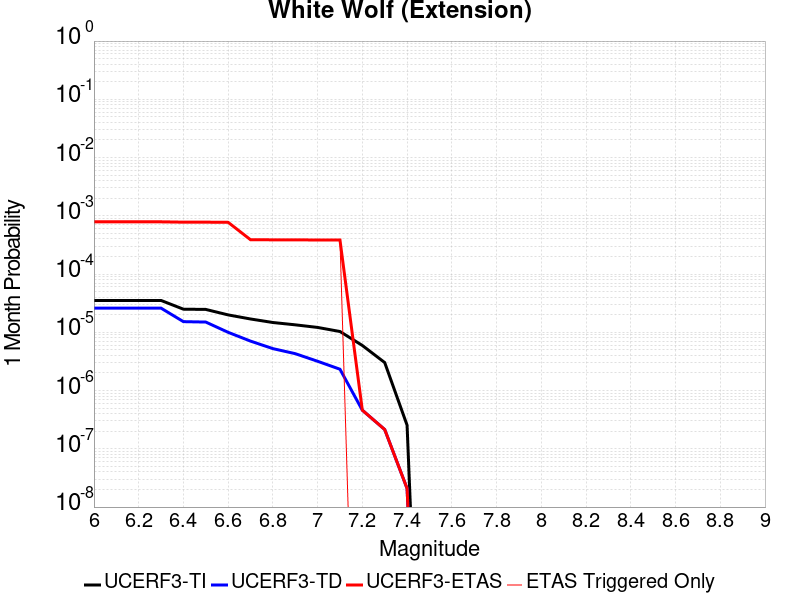 White Wolf (Extension)
1 Month Probability
10^0
10^-1
10^-2
10^-3
10^-4
10^-5
10^-6
10^-7
10^-8
6 6.2 6.4 6.6 6.8 7 7.2 7.4 7.6 7.8 8 8.2 8.4 8.6 8.8 9
Magnitude
UCERF3-TI UCERF3-TD UCERF3-ETAS ETAS Triggered Only